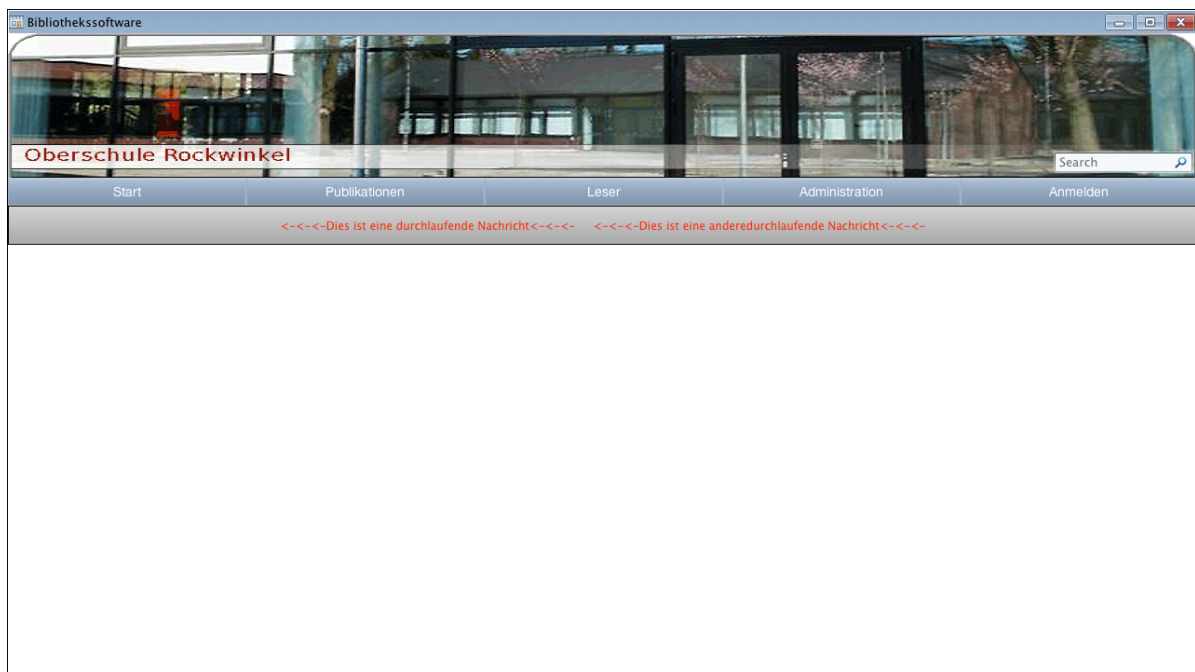 Bibliothekssoftware
Oberschule Rockwinkel
Search
Start Publikationen Leser Administration Anmelden
<-<-<-Dies ist eine durchlaufende Nachricht<-<-<- <-<-<-Dies ist eine anderedurchlaufende Nachricht<-<-<-